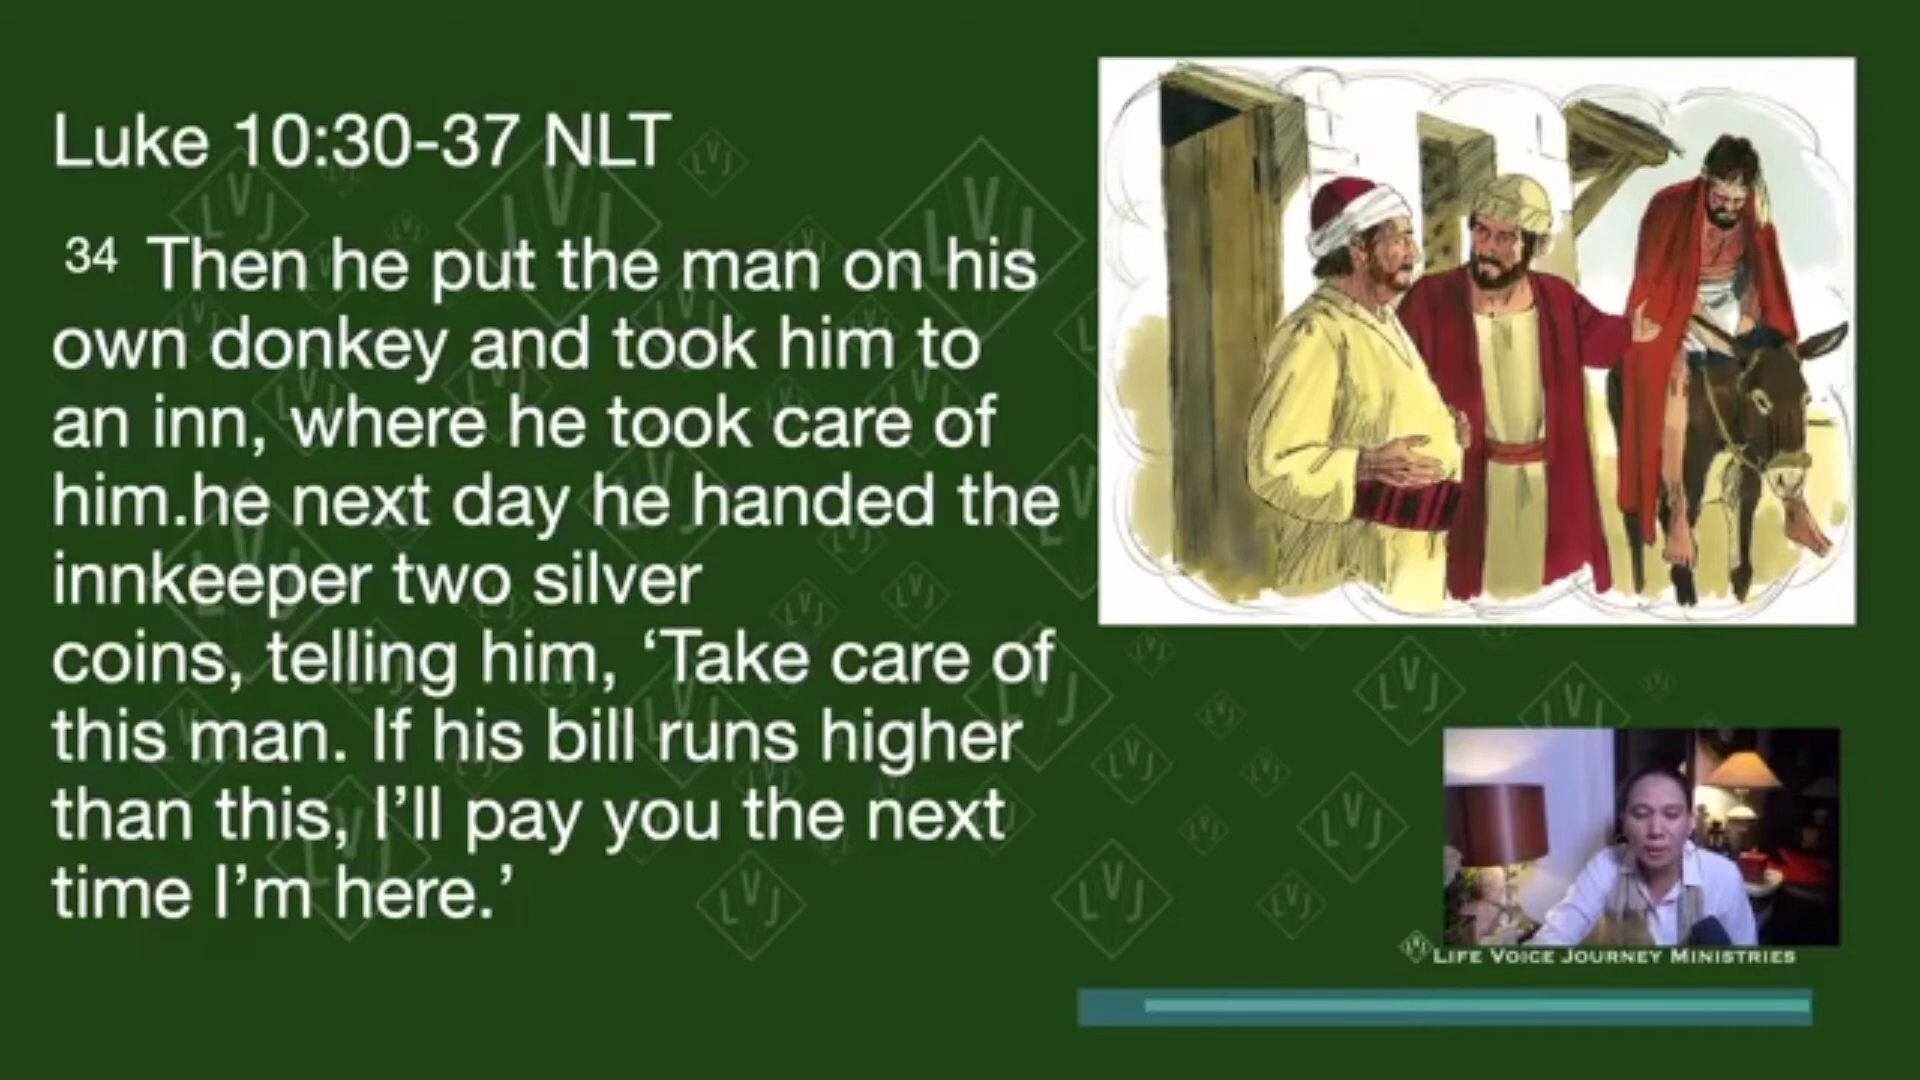 Luke 10:30-37 NLT
34 Then he put the man on his
own donkey and took him to
an inn, where he took care of
him.he next day he handed the
innkeeper two silver
coins, telling him, ‘Take care of
this man. If his bill runs higher
than this, I’ll pay you the next
time I’m here.’
LVJ LIFE VOICE JOURNEY MINISTRIES